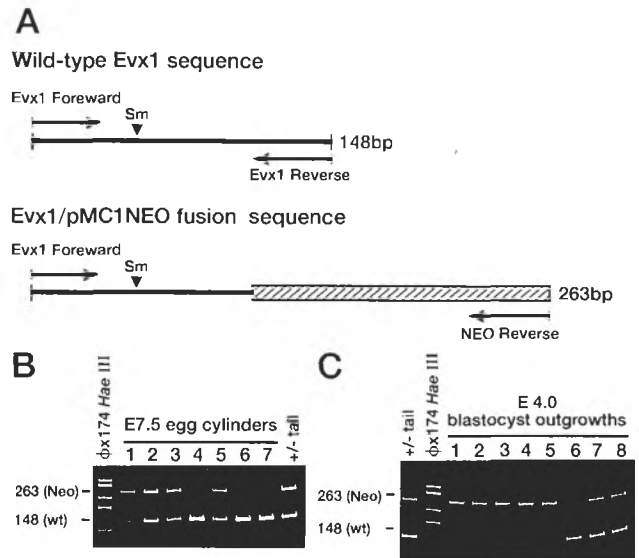 A
Wild-type Evx1 sequence
Evx1 Foreward
Sm
148bp
Evx1 Reverse
Evx1/pMC1NEO fusion sequence
Evx1 Foreward
Sm
263bp
NEO Reverse
B
ϕx174 Hae III
E7.5 egg cylinders
1 2 3 4 5 6 7
+/- tail
263 (Neo)
148 (wt)
C
+/- tail
ϕx174 Hae III
E 4.0
blastocyst outgrowths
1 2 3 4 5 6 7 8
263 (Neo)
148 (wt)